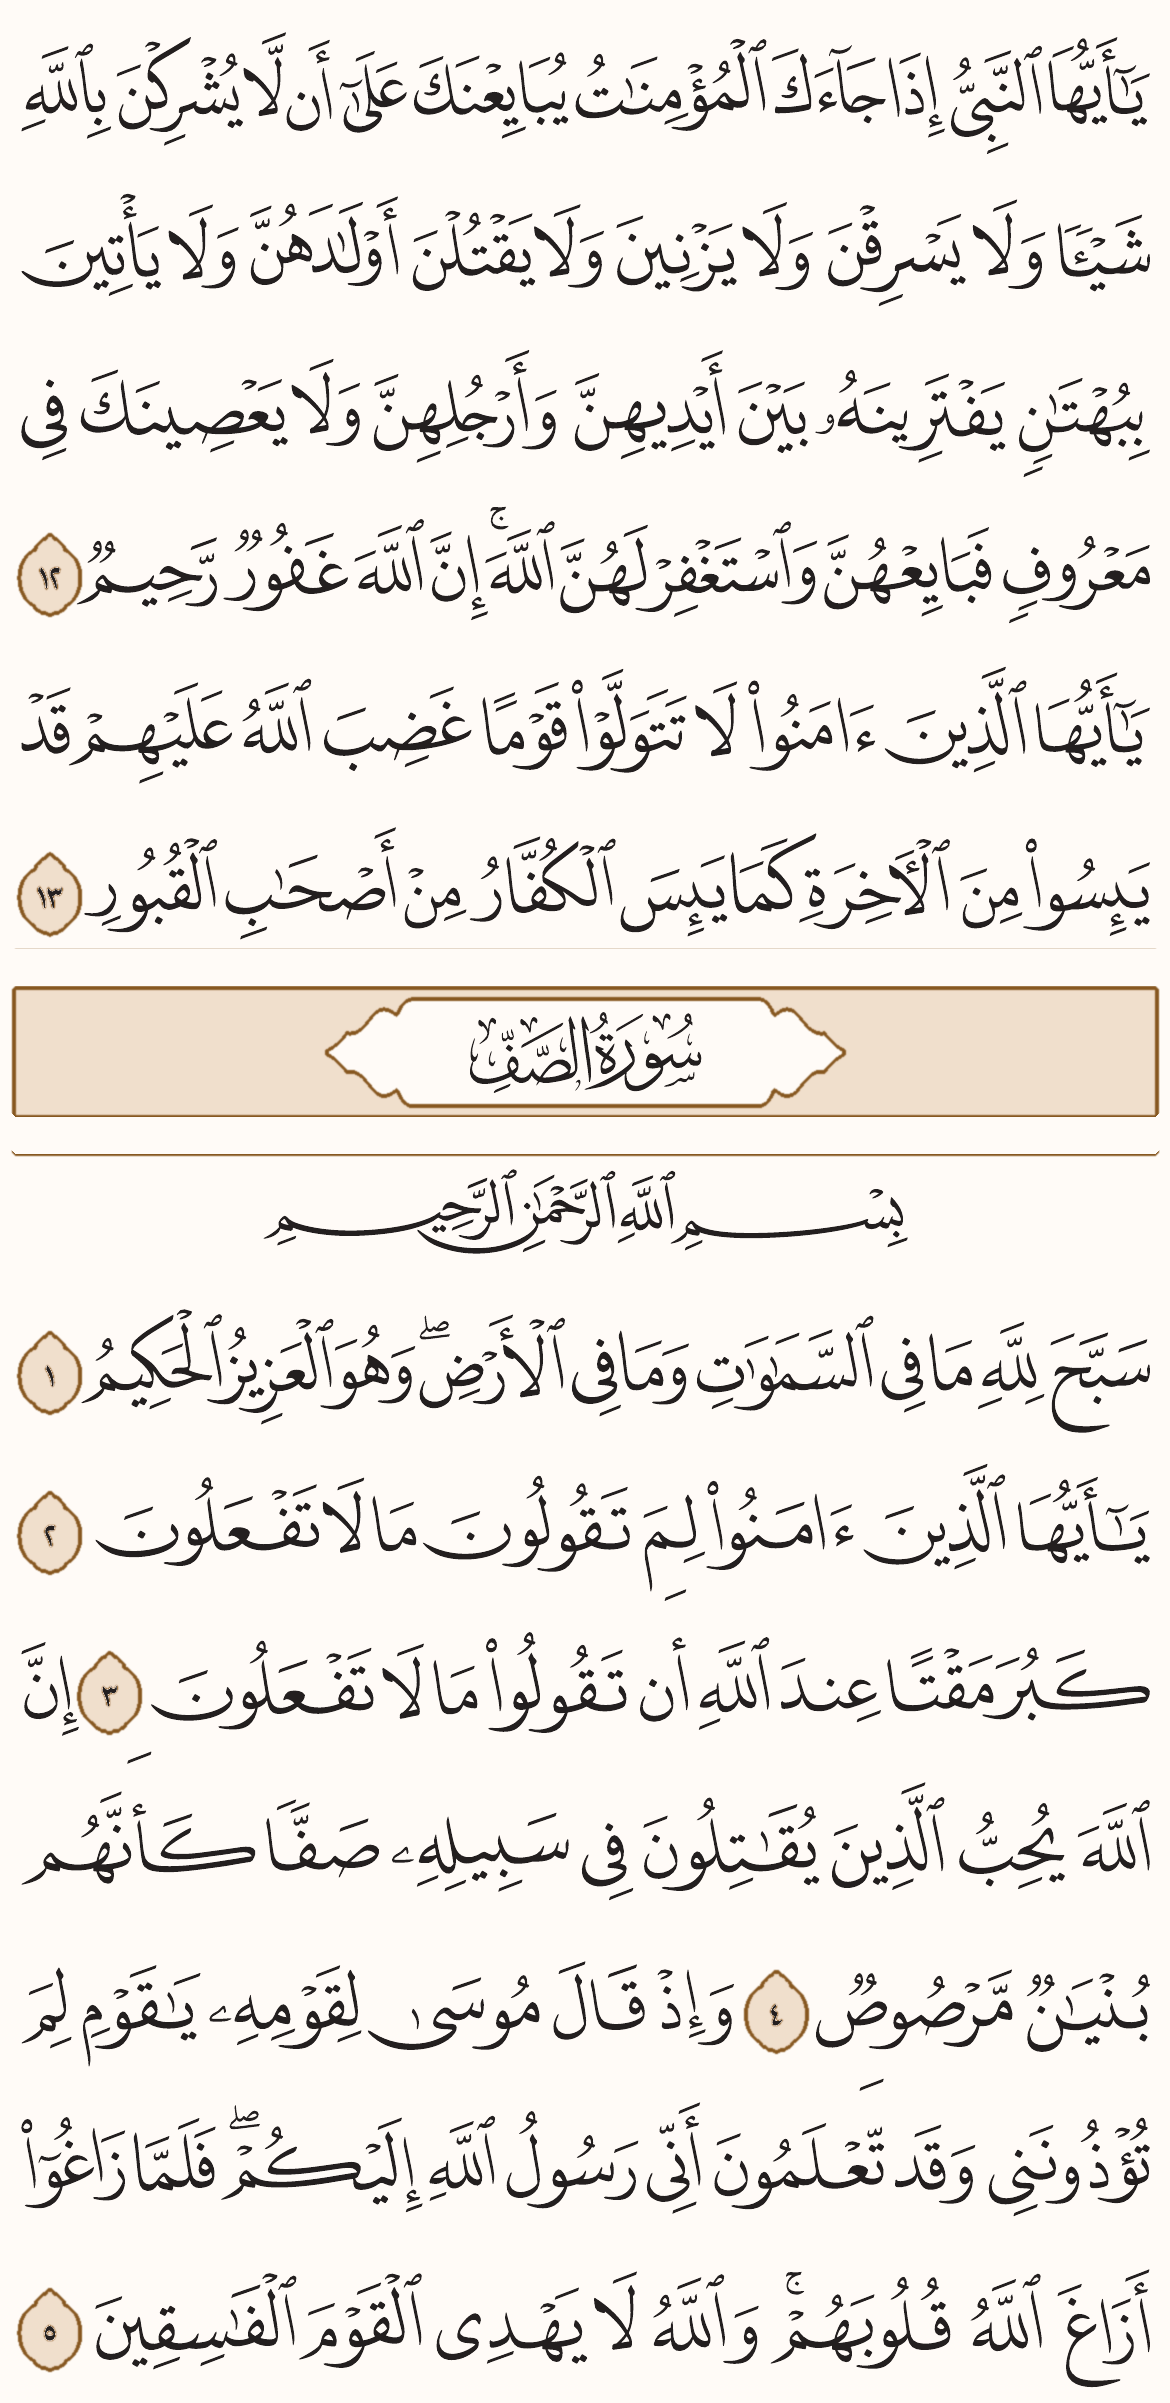 يَـٰٓأَيُّهَا ٱلنَّبِىُّ إِذَا جَآءَكَ ٱلْمُؤْمِنَـٰتُ يُبَايِعْنَكَ عَلَىٰٓ أَن لَّا يُشْرِكْنَ بِٱللَّهِ
شَيْـًٔا وَلَا يَسْرِقْنَ وَلَا يَزْنِينَ وَلَا يَقْتُلْنَ أَوْلَـٰدَهُنَّ وَلَا يَأْتِينَ
بِبُهْتَـٰنٍ يَفْتَرِينَهُۥ بَيْنَ أَيْدِيهِنَّ وَأَرْجُلِهِنَّ وَلَا يَعْصِينَكَ فِى
مَعْرُوفٍ فَبَايِعْهُنَّ وَٱسْتَغْفِرْ لَهُنَّ ٱللَّهَ ۚ إِنَّ ٱللَّهَ غَفُورٌ رَّحِيمٌ ١٢
يَـٰٓأَيُّهَا ٱلَّذِينَ ءَامَنُوا۟ لَا تَتَوَلَّوْا۟ قَوْمًا غَضِبَ ٱللَّهُ عَلَيْهِمْ قَدْ
يَئِسُوا۟ مِنَ ٱلْـَٔاخِرَةِ كَمَا يَئِسَ ٱلْكُفَّارُ مِنْ أَصْحَـٰبِ ٱلْقُبُورِ ١٣
سُورَةُ الصَّفِّ
بِسْمِ ٱللَّهِ ٱلرَّحْمَـٰنِ ٱلرَّحِيمِ
سَبَّحَ لِلَّهِ مَا فِى ٱلسَّمَـٰوَٰتِ وَمَا فِى ٱلْأَرْضِ ۖ وَهُوَ ٱلْعَزِيزُ ٱلْحَكِيمُ ١
يَـٰٓأَيُّهَا ٱلَّذِينَ ءَامَنُوا۟ لِمَ تَقُولُونَ مَا لَا تَفْعَلُونَ ٢
كَبُرَ مَقْتًا عِندَ ٱللَّهِ أَن تَقُولُوا۟ مَا لَا تَفْعَلُونَ ٣ إِنَّ
ٱللَّهَ يُحِبُّ ٱلَّذِينَ يُقَـٰتِلُونَ فِى سَبِيلِهِۦ صَفًّا كَأَنَّهُم
بُنْيَـٰنٌ مَّرْصُوصٌ ٤ وَإِذْ قَالَ مُوسَىٰ لِقَوْمِهِۦ يَـٰقَوْمِ لِمَ
تُؤْذُونَنِى وَقَد تَّعْلَمُونَ أَنِّى رَسُولُ ٱللَّهِ إِلَيْكُمْ ۖ فَلَمَّا زَاغُوٓا۟
أَزَاغَ ٱللَّهُ قُلُوبَهُمْ ۚ وَٱللَّهُ لَا يَهْدِى ٱلْقَوْمَ ٱلْفَـٰسِقِينَ ٥